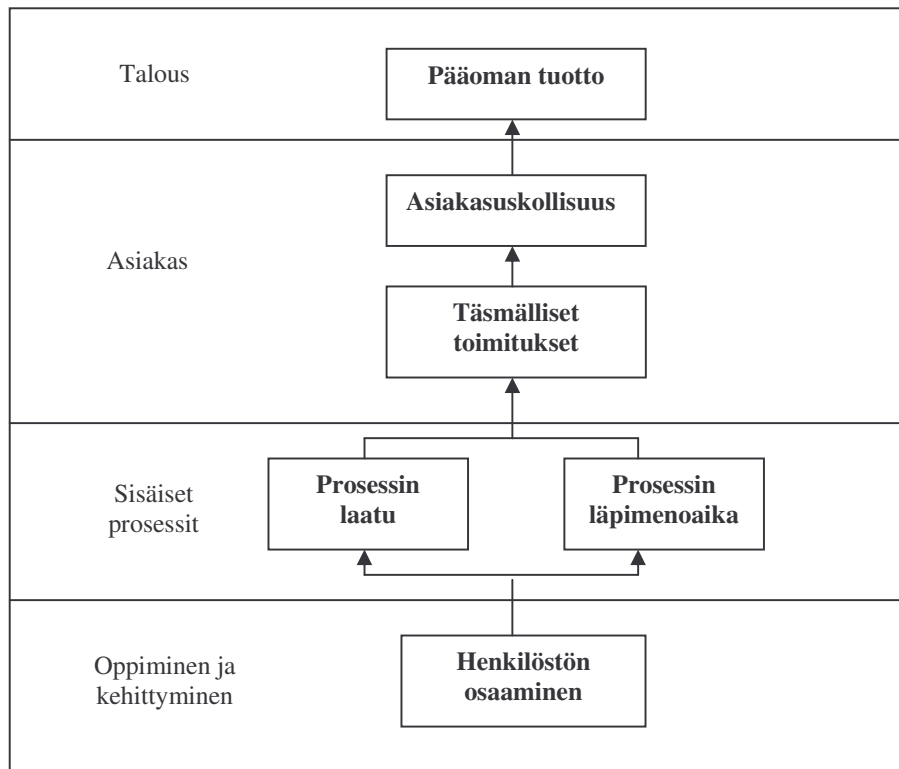 Talous
Pääoman tuotto
Asiakasuskollisuus
Asiakas
Täsmälliset
toimitukset
Sisäiset
prosessit
Prosessin
laatu
Prosessin
läpimenoaika
Oppiminen ja
kehittyminen
Henkilöstön
osaaminen